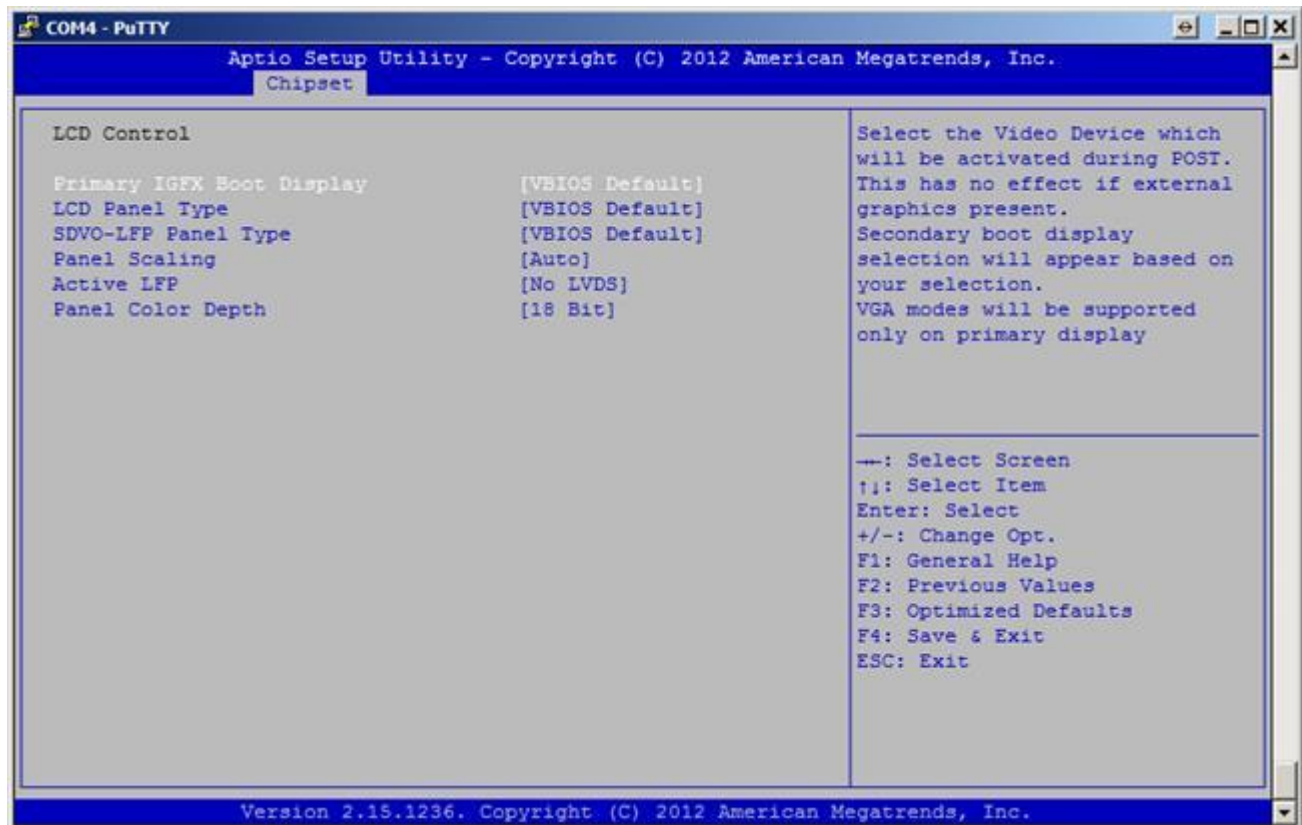 COM4 - PuTTY
Aptio Setup Utility - Copyright (C) 2012 American Megatrends, Inc.
Chipset
LCD Control
Primary IGFX Boot Display [VBIOS Default]
LCD Panel Type [VBIOS Default]
SDVO-LFP Panel Type [VBIOS Default]
Panel Scaling [Auto]
Active LFP [No LVDS]
Panel Color Depth [18 Bit]
Select the Video Device which
will be activated during POST.
This has no effect if external
graphics present.
Secondary boot display
selection will appear based on
your selection.
VGA modes will be supported
only on primary display
→←: Select Screen
↑↓: Select Item
Enter: Select
+/-: Change Opt.
F1: General Help
F2: Previous Values
F3: Optimized Defaults
F4: Save & Exit
ESC: Exit
Version 2.15.1236. Copyright (C) 2012 American Megatrends, Inc.